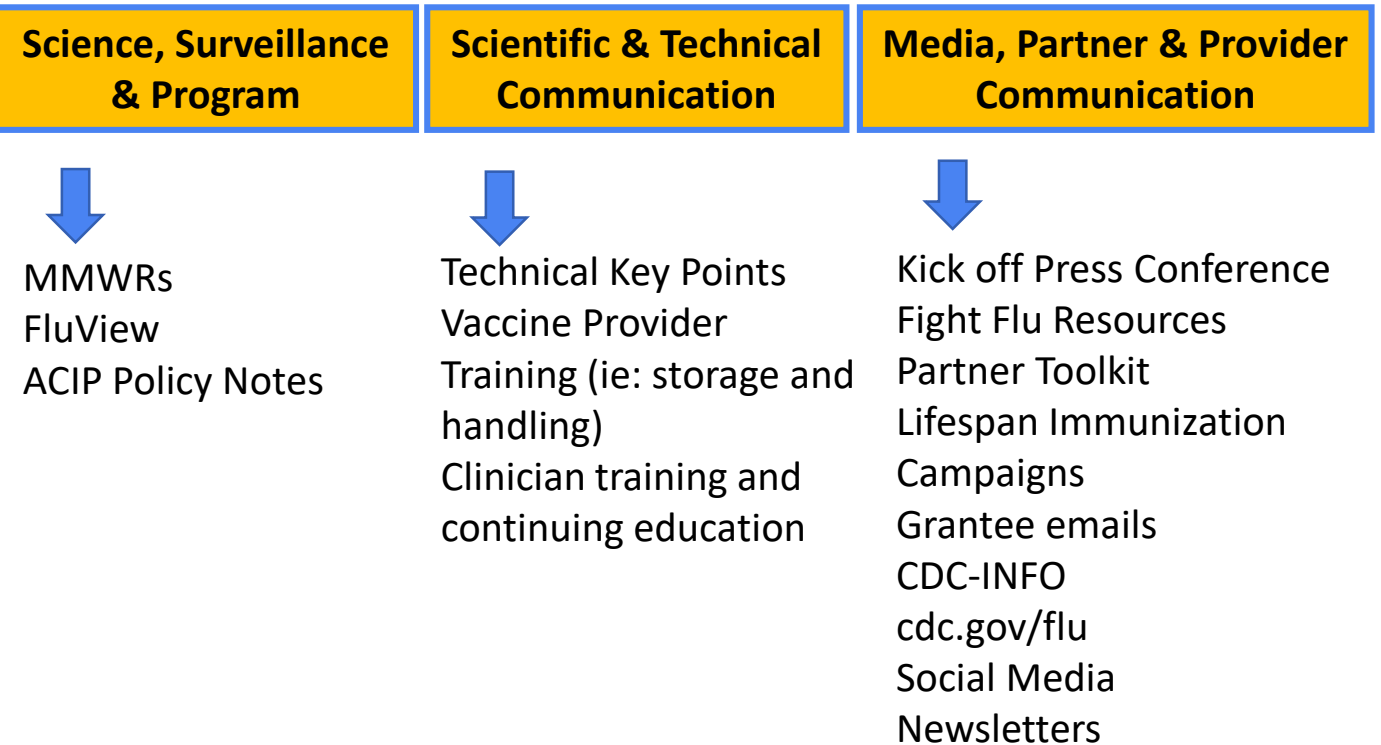 Science, Surveillance
& Program
MMWRs
FluView
ACIP Policy Notes
Scientific & Technical
Communication
Technical Key Points
Vaccine Provider
Training (ie: storage and
handling)
Clinician training and
continuing education
Media, Partner & Provider
Communication
Kick off Press Conference
Fight Flu Resources
Partner Toolkit
Lifespan Immunization
Campaigns
Grantee emails
CDC-INFO
cdc.gov/flu
Social Media
Newsletters